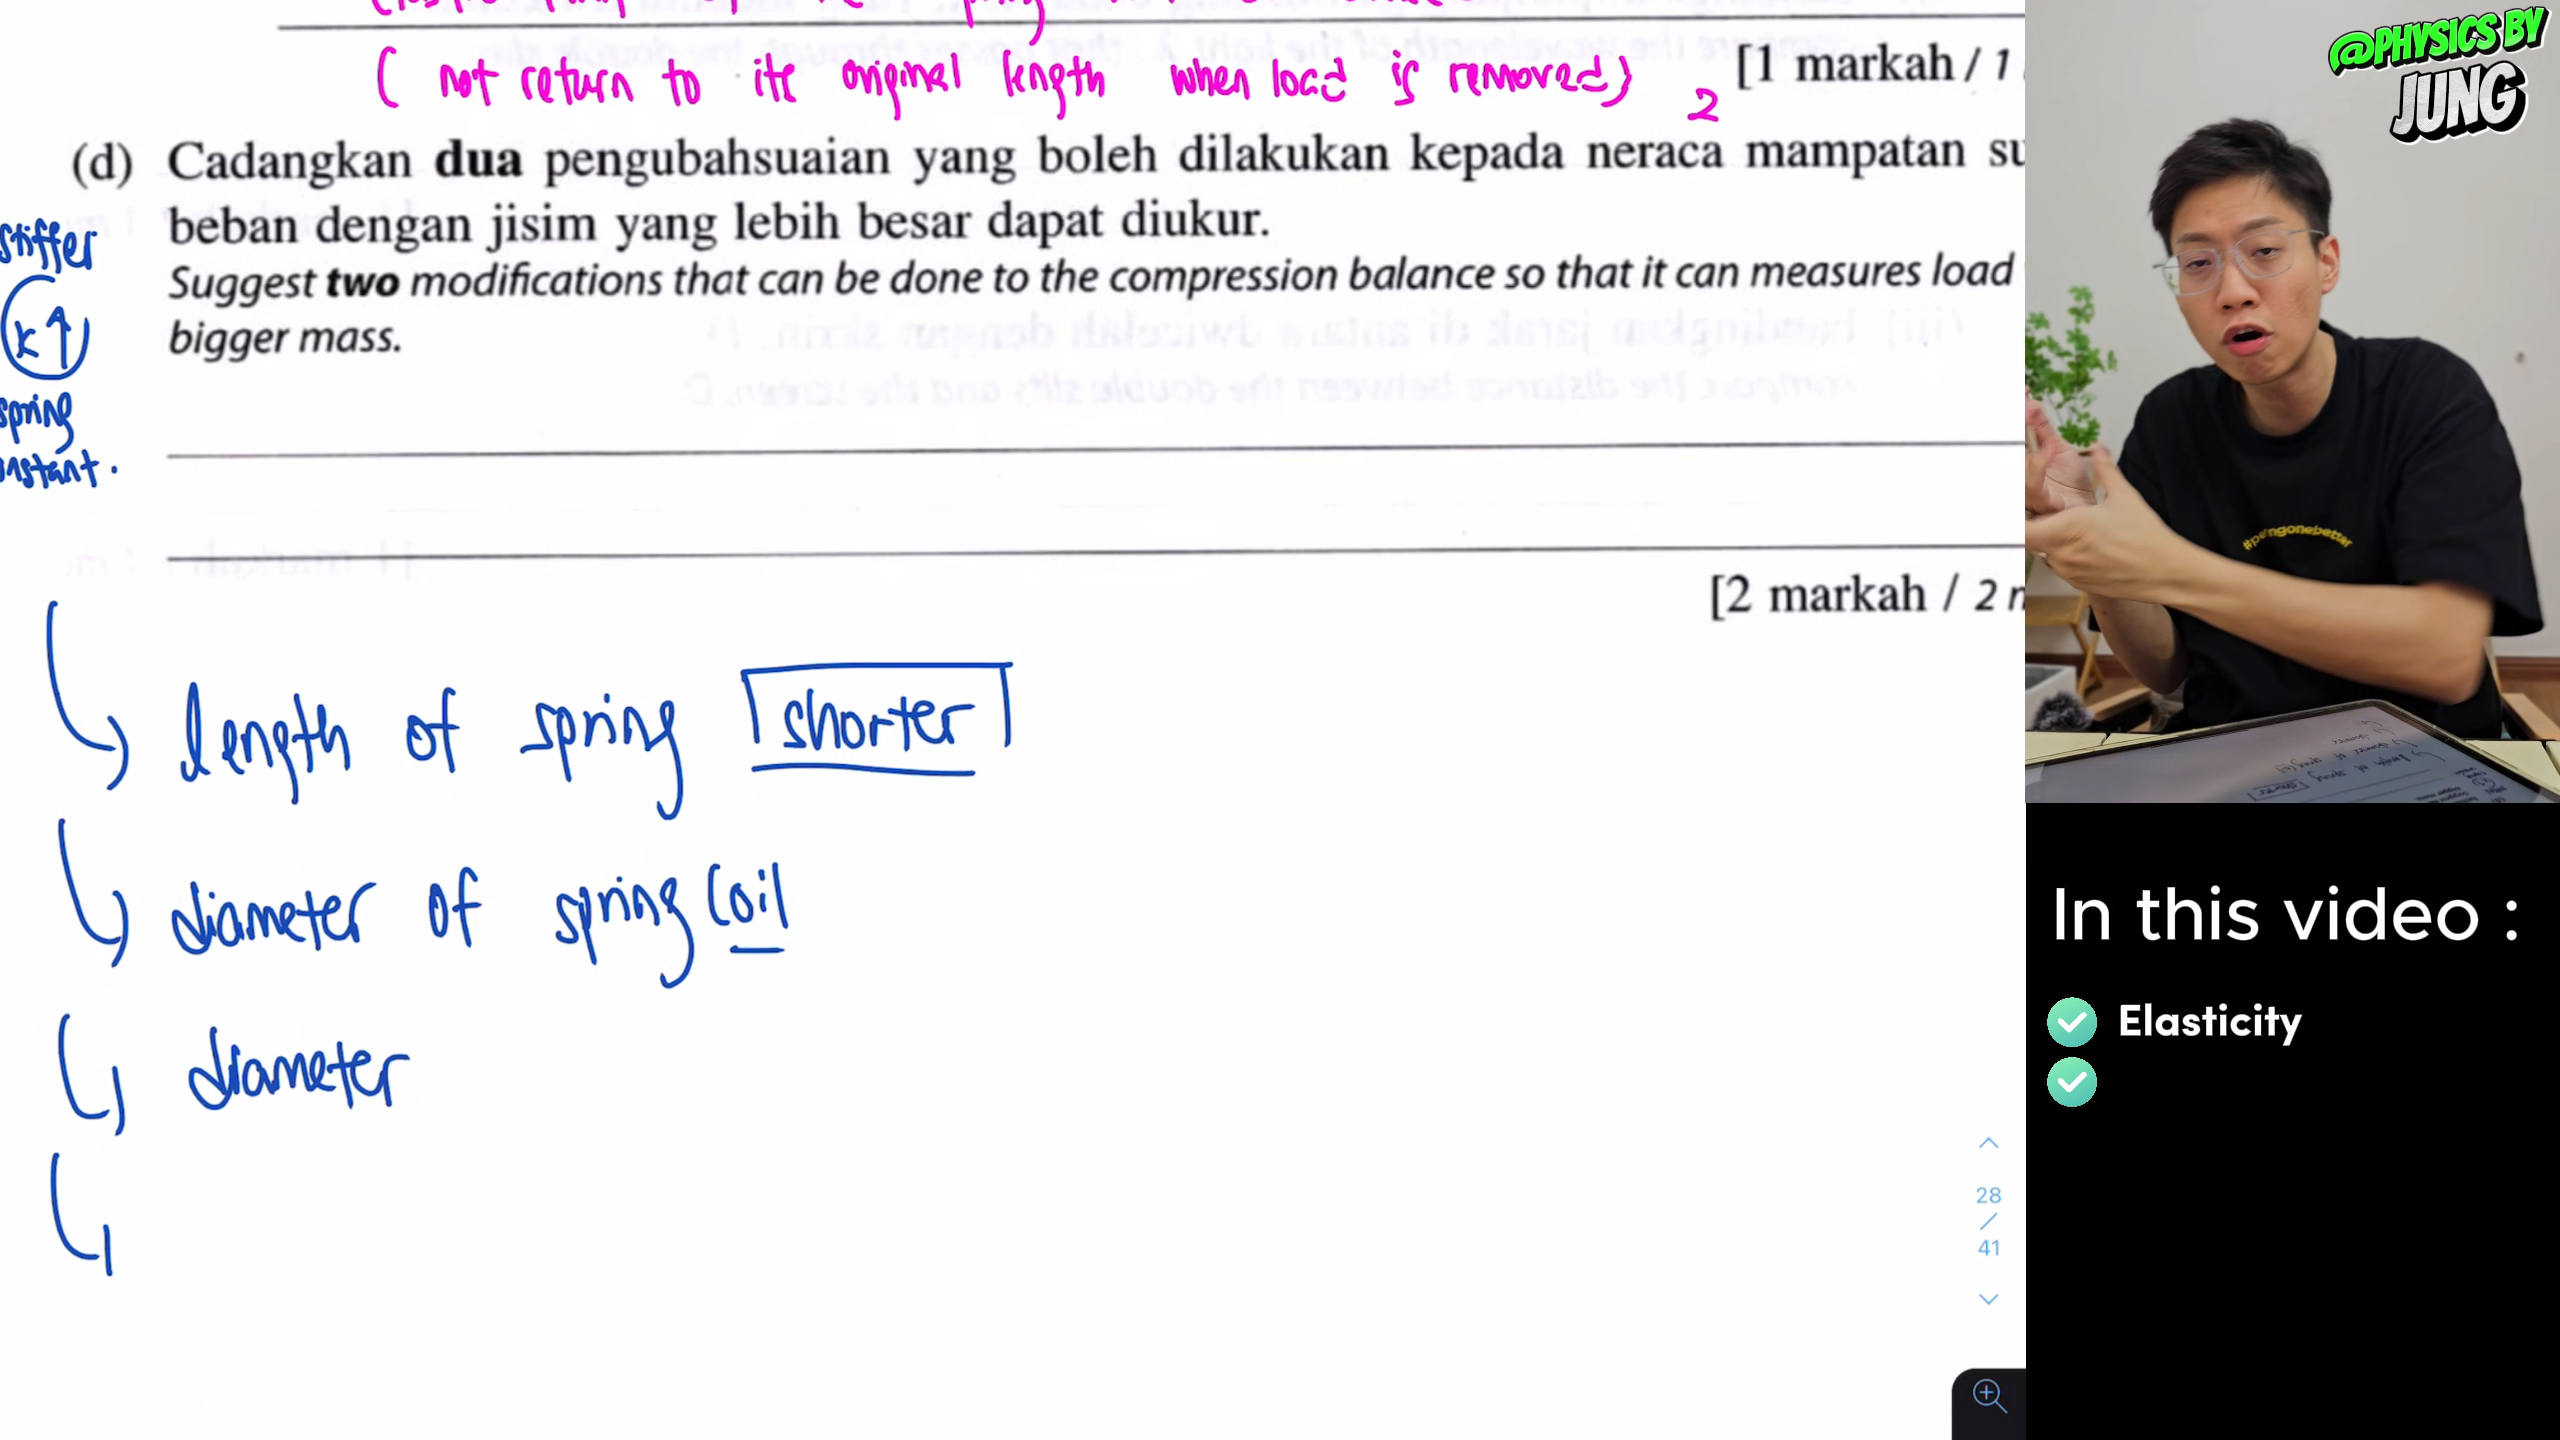 ( not return to its original length when load is removed)
2 [1 markah / 1
(d) Cadangkan dua pengubahsuaian yang boleh dilakukan kepada neraca mampatan su
beban dengan jisim yang lebih besar dapat diukur.
Suggest two modifications that can be done to the compression balance so that it can measures load
bigger mass.
stiffer
k↑
spring
nstant.
[2 markah / 2 m
length of spring shorter
diameter of spring coil
diameter
28
/
41
@PHYSICS BY
JUNG
In this video :
Elasticity